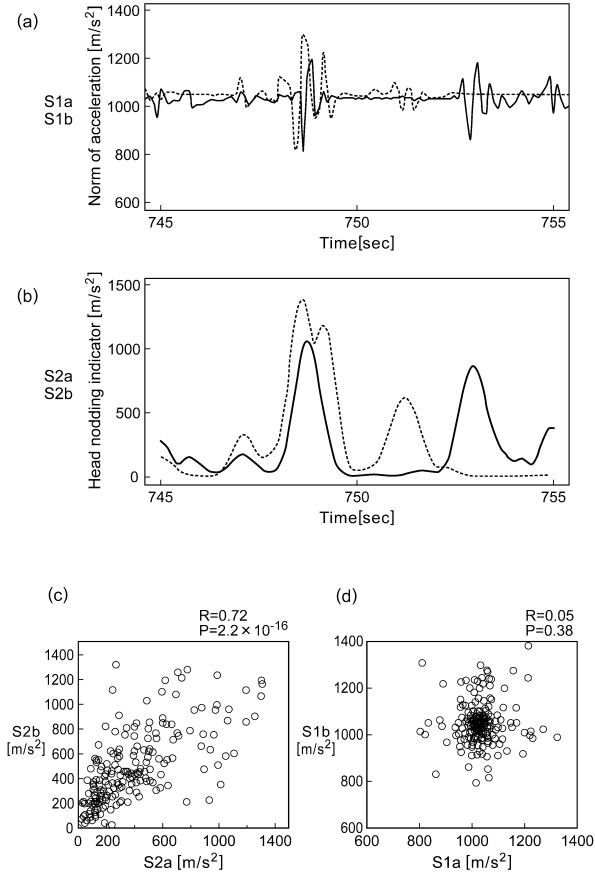 (a)
S1a
S1b
Norm of acceleration [m/s²]
1400
1200
1000
800
600
745 750 755
Time[sec]
(b)
S2a
S2b
Head nodding indicator [m/s²]
1500
1000
500
0
745 750 755
Time[sec]
(c)
R=0.72
P=2.2×10⁻¹⁶
S2b
[m/s²]
1400
1200
1000
800
600
400
200
0
0 200 600 1000 1400
S2a [m/s²]
(d)
R=0.05
P=0.38
S1b
[m/s²]
1400
1200
1000
800
600
600 800 1000 1200 1400
S1a [m/s²]